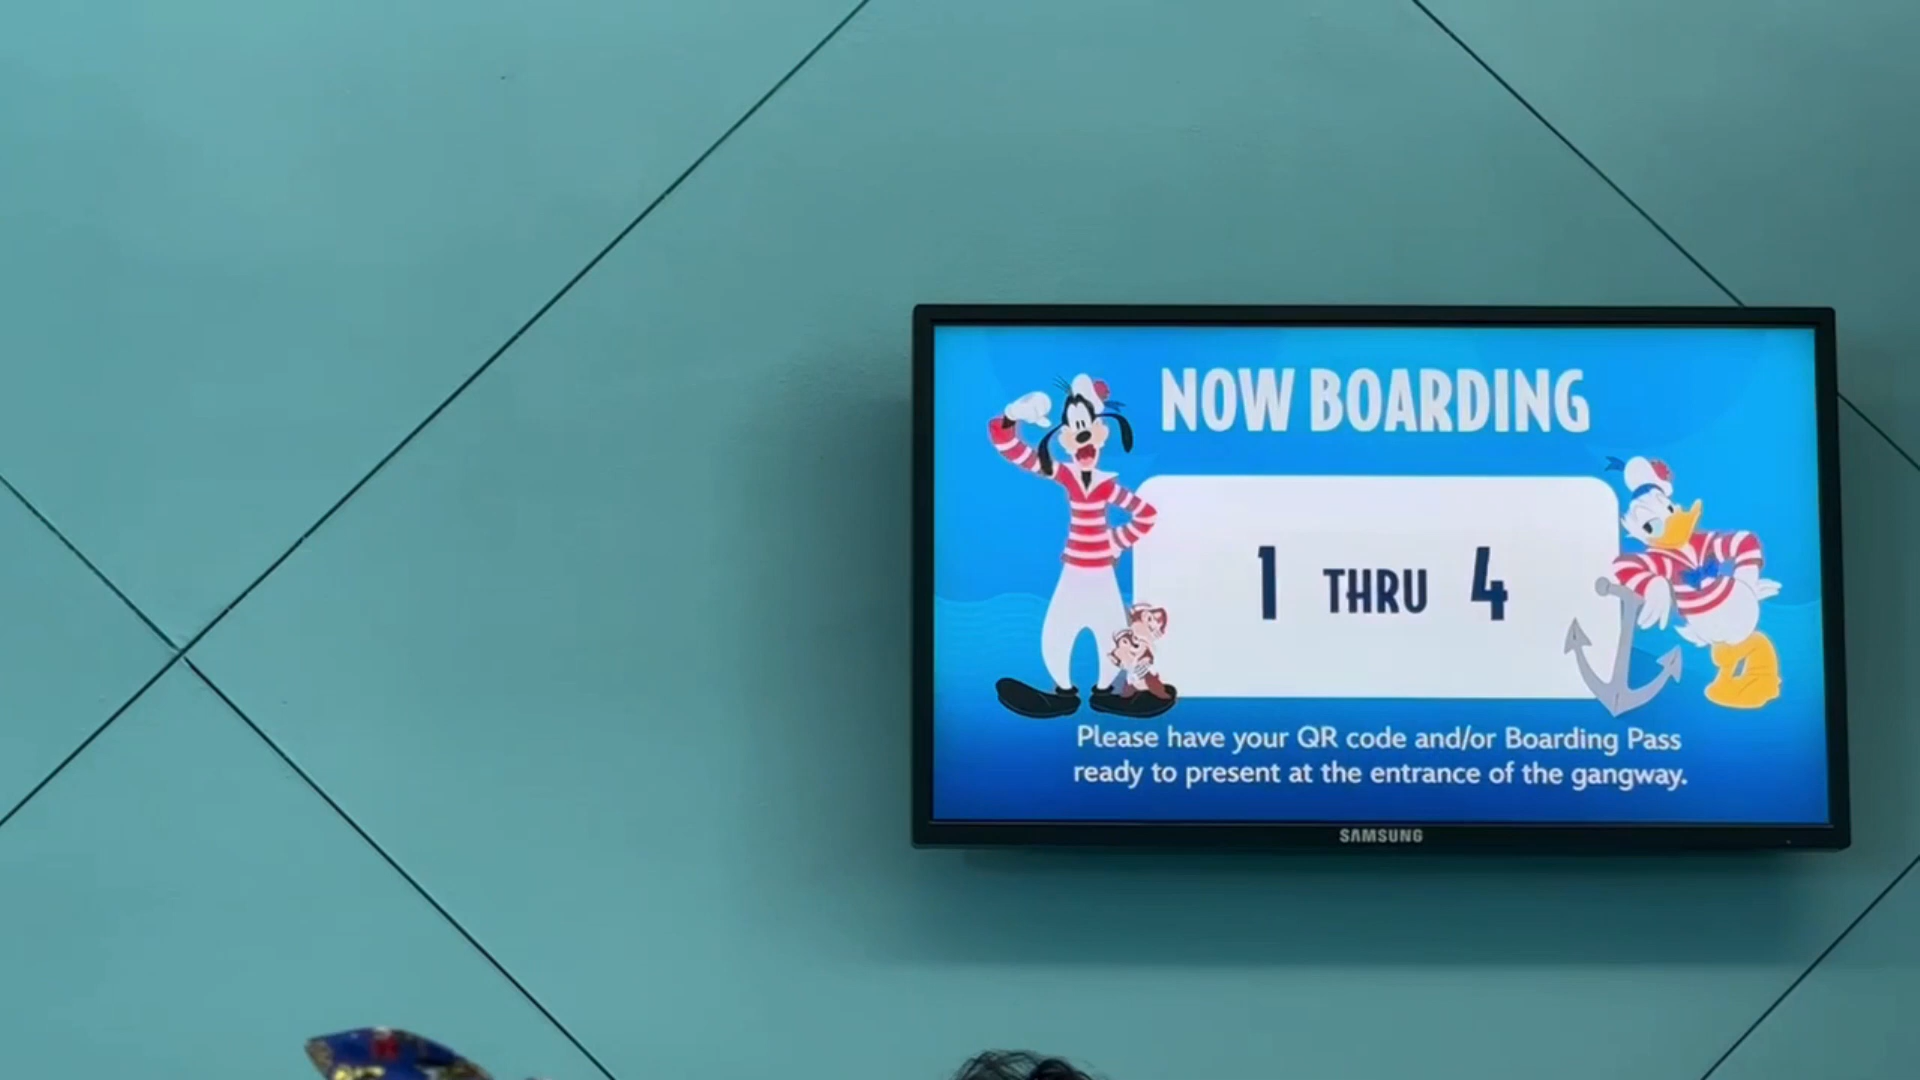 NOW BOARDING
1 THRU 4
Please have your QR code and/or Boarding Pass
ready to present at the entrance of the gangway.
SAMSUNG